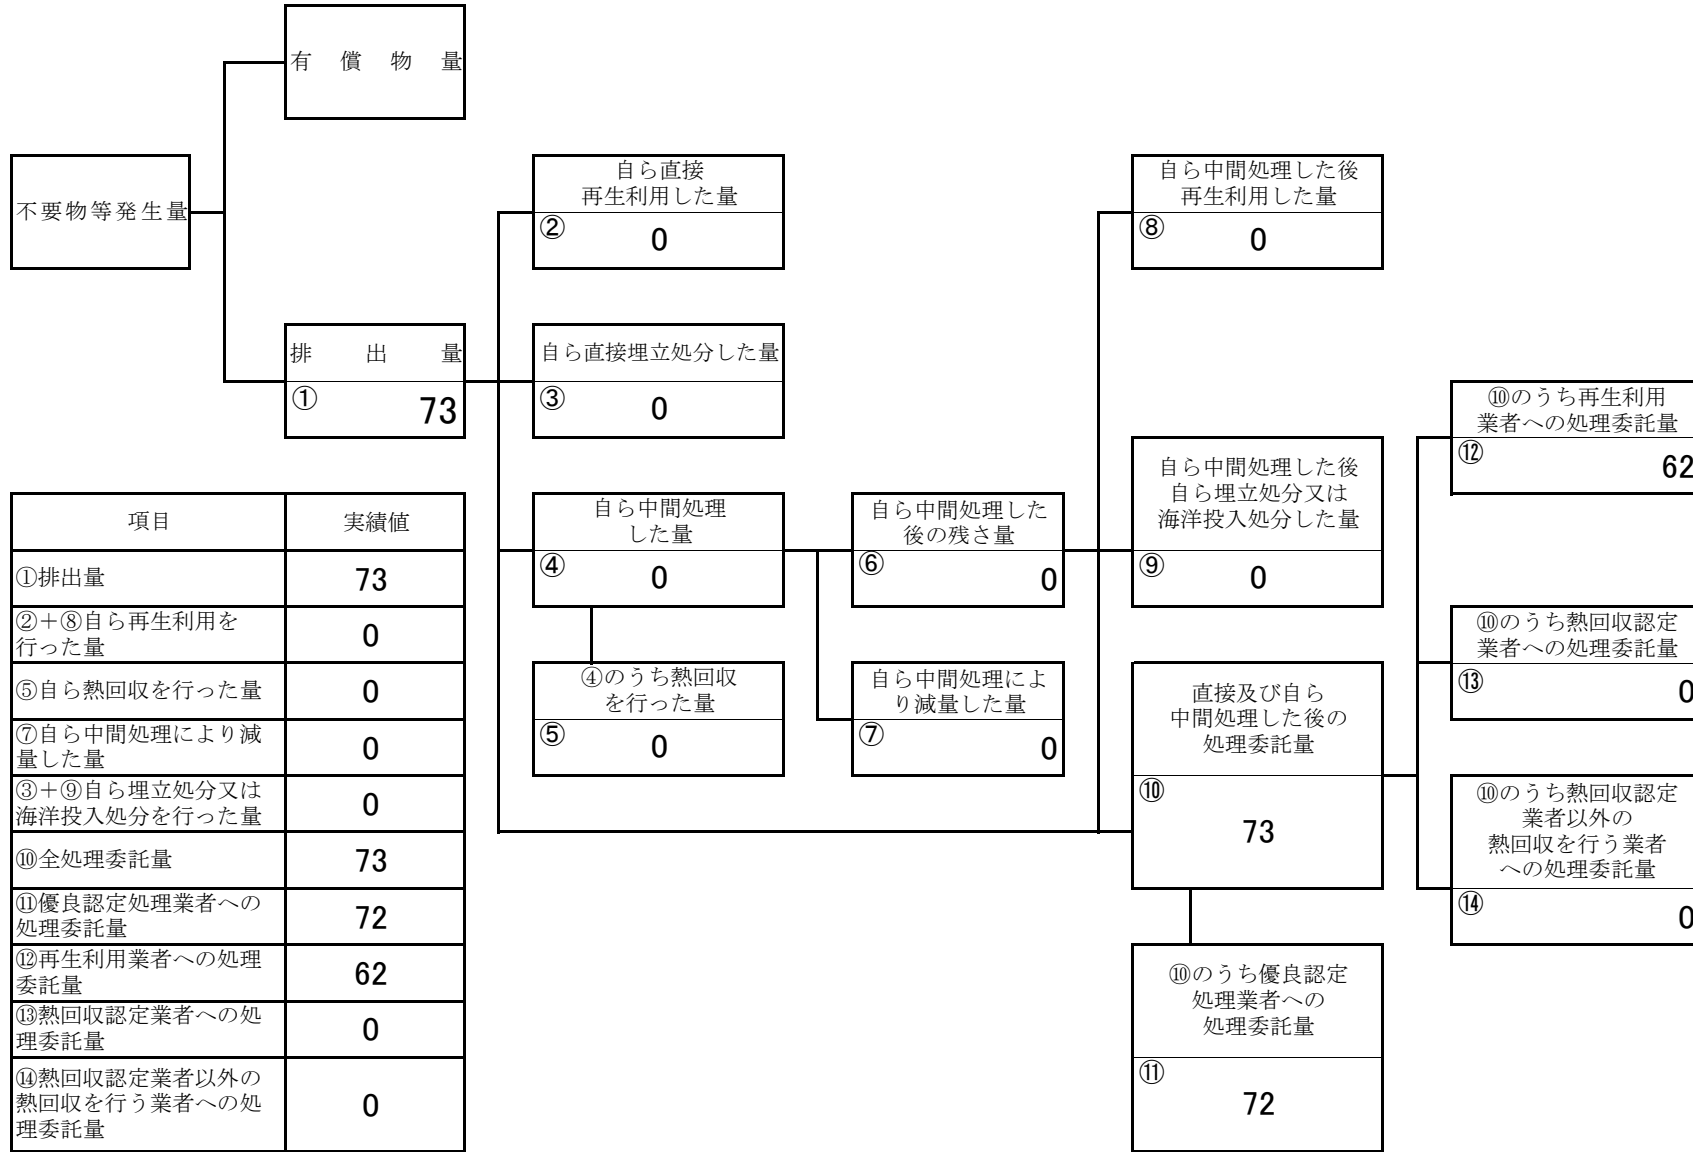 有償物量
不要物等発生量
自ら直接
再生利用した量
② 0
自ら中間処理した後
再生利用した量
⑧ 0
排出量
① 73
自ら直接埋立処分した量
③ 0
⑩のうち再生利用
業者への処理委託量
⑫ 62
自ら中間処理した後
自ら埋立処分又は
海洋投入処分した量
⑨ 0
自ら中間処理
した量
④ 0
自ら中間処理した
後の残さ量
⑥ 0
⑩のうち熱回収認定
業者への処理委託量
⑬ 0
④のうち熱回収
を行った量
⑤ 0
自ら中間処理によ
り減量した量
⑦ 0
直接及び自ら
中間処理した後の
処理委託量
⑩
73
⑩のうち熱回収認定
業者以外の
熱回収を行う業者
への処理委託量
⑭ 0
⑩のうち優良認定
処理業者への
処理委託量
⑪
72
項目 実績値
①排出量 73
②+⑧自ら再生利用を
行った量 0
⑤自ら熱回収を行った量 0
⑦自ら中間処理により減
量した量 0
③+⑨自ら埋立処分又は
海洋投入処分を行った量 0
⑩全処理委託量 73
⑪優良認定処理業者への
処理委託量 72
⑫再生利用業者への処理
委託量 62
⑬熱回収認定業者への処
理委託量 0
⑭熱回収認定業者以外の
熱回収を行う業者への処
理委託量 0